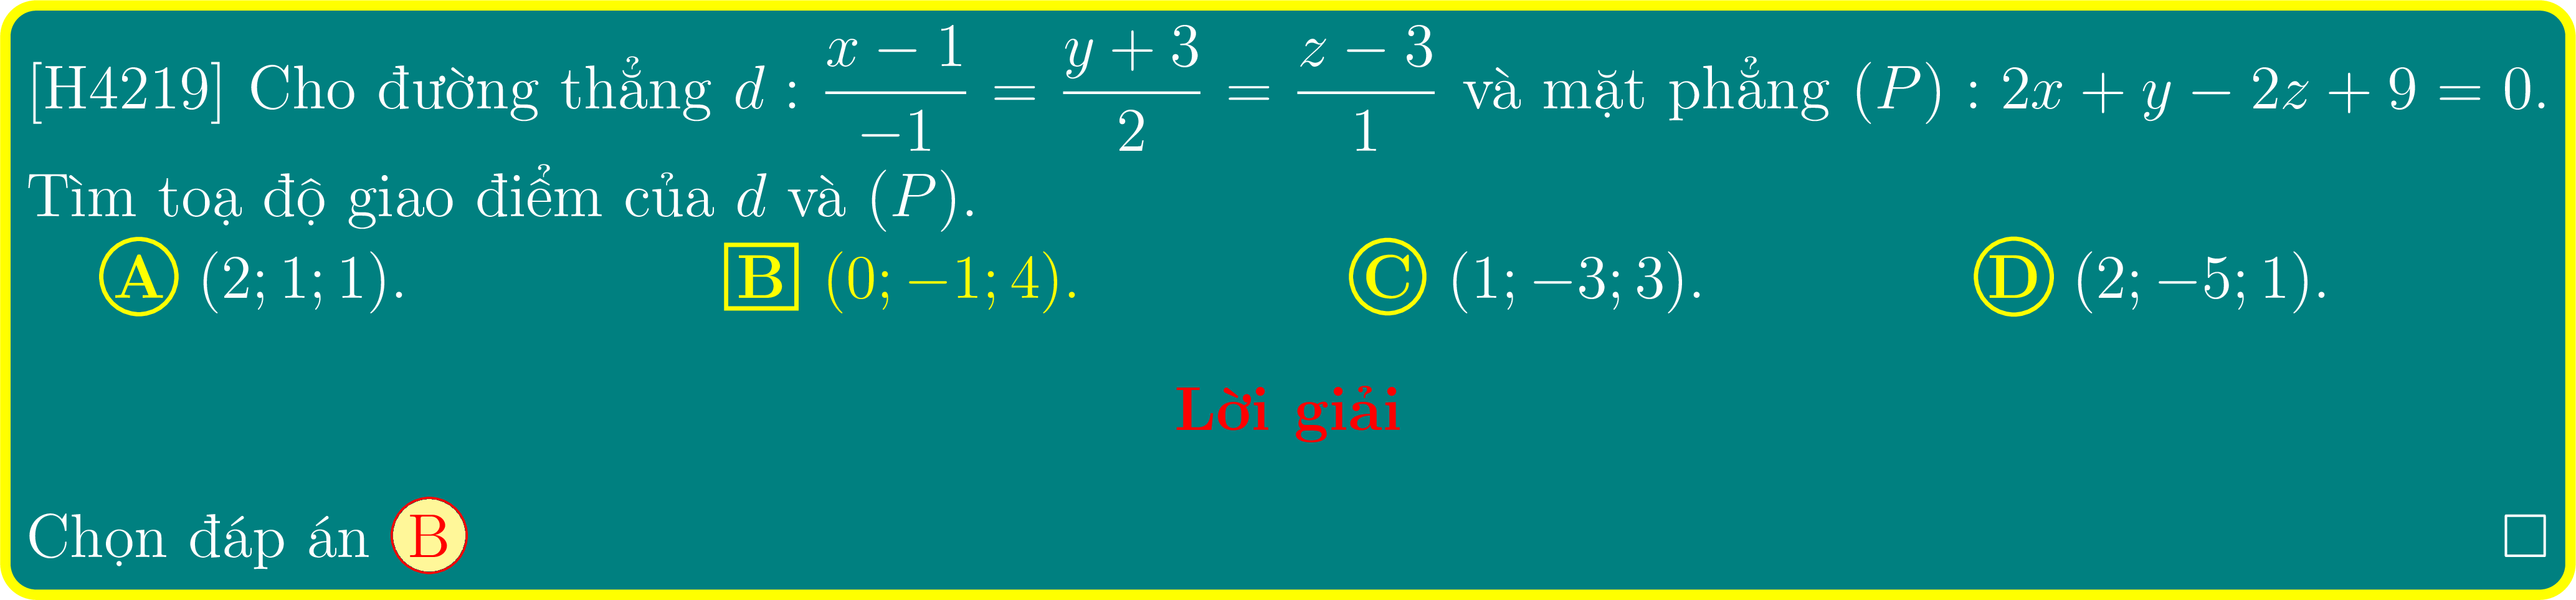 [H4219] Cho đường thẳng d : \frac{x − 1}{−1} = \frac{y + 3}{2} = \frac{z − 3}{1} và mặt phẳng (P) : 2x + y − 2z + 9 = 0.
Tìm toạ độ giao điểm của d và (P).
A (2; 1; 1). B (0; −1; 4). C (1; −3; 3). D (2; −5; 1).
Lời giải
Chọn đáp án B □